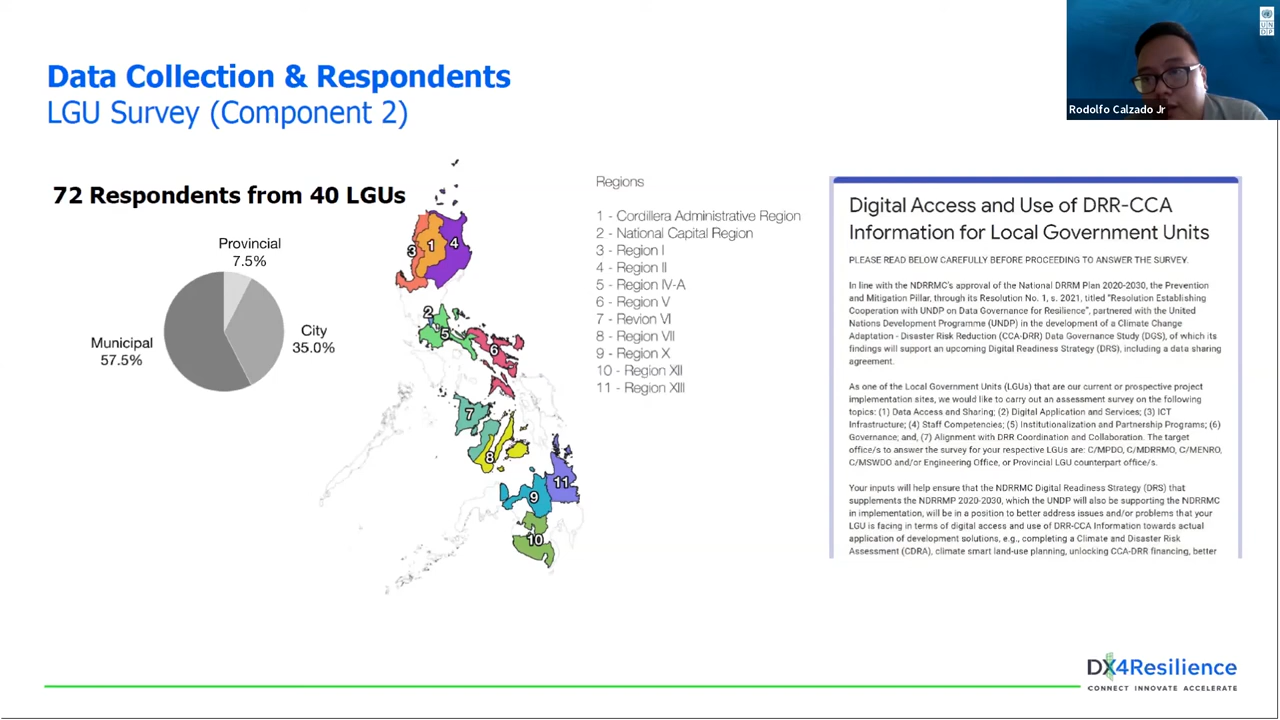 Data Collection & Respondents
LGU Survey (Component 2)
U N
D P
Rodolfo Calzado Jr
72 Respondents from 40 LGUs
Provincial
7.5%
City
35.0%
Municipal
57.5%
1
2
3
4
5
6
7
8
9
10
11
Regions
1 - Cordillera Administrative Region
2 - National Capital Region
3 - Region I
4 - Region II
5 - Region IV-A
6 - Region V
7 - Revion VI
8 - Region VII
9 - Region X
10 - Region XII
11 - Region XIII
Digital Access and Use of DRR-CCA
Information for Local Government Units
PLEASE READ BELOW CAREFULLY BEFORE PROCEEDING TO ANSWER THE SURVEY.
In line with the NDRRMC's approval of the National DRRM Plan 2020-2030, the Prevention
and Mitigation Pillar, through its Resolution No. 1, s. 2021, titled "Resolution Establishing
Cooperation with UNDP on Data Governance for Resilience", partnered with the United
Nations Development Programme (UNDP) in the development of a Climate Change
Adaptation - Disaster Risk Reduction (CCA-DRR) Data Governance Study (DGS), of which its
findings will support an upcoming Digital Readiness Strategy (DRS), including a data sharing
agreement.
As one of the Local Government Units (LGUs) that are our current or prospective project
implementation sites, we would like to carry out an assessment survey on the following
topics: (1) Data Access and Sharing; (2) Digital Application and Services; (3) ICT
Infrastructure; (4) Staff Competencies; (5) Institutionalization and Partnership Programs; (6)
Governance; and, (7) Alignment with DRR Coordination and Collaboration. The target
office/s to answer the survey for your respective LGUs are: C/MPDO, C/MDRRMO, C/MENRO,
C/MSWDO and/or Engineering Office, or Provincial LGU counterpart office/s.
Your inputs will help ensure that the NDRRMC Digital Readiness Strategy (DRS) that
supplements the NDRRMP 2020-2030, which the UNDP will also be supporting the NDRRMC
in implementation, will be in a position to better address issues and/or problems that your
LGU is facing in terms of digital access and use of DRR-CCA Information towards actual
application of development solutions, e.g., completing a Climate and Disaster Risk
Assessment (CDRA), climate smart land-use planning, unlocking CCA-DRR financing, better
DX4Resilience
CONNECT INNOVATE ACCELERATE